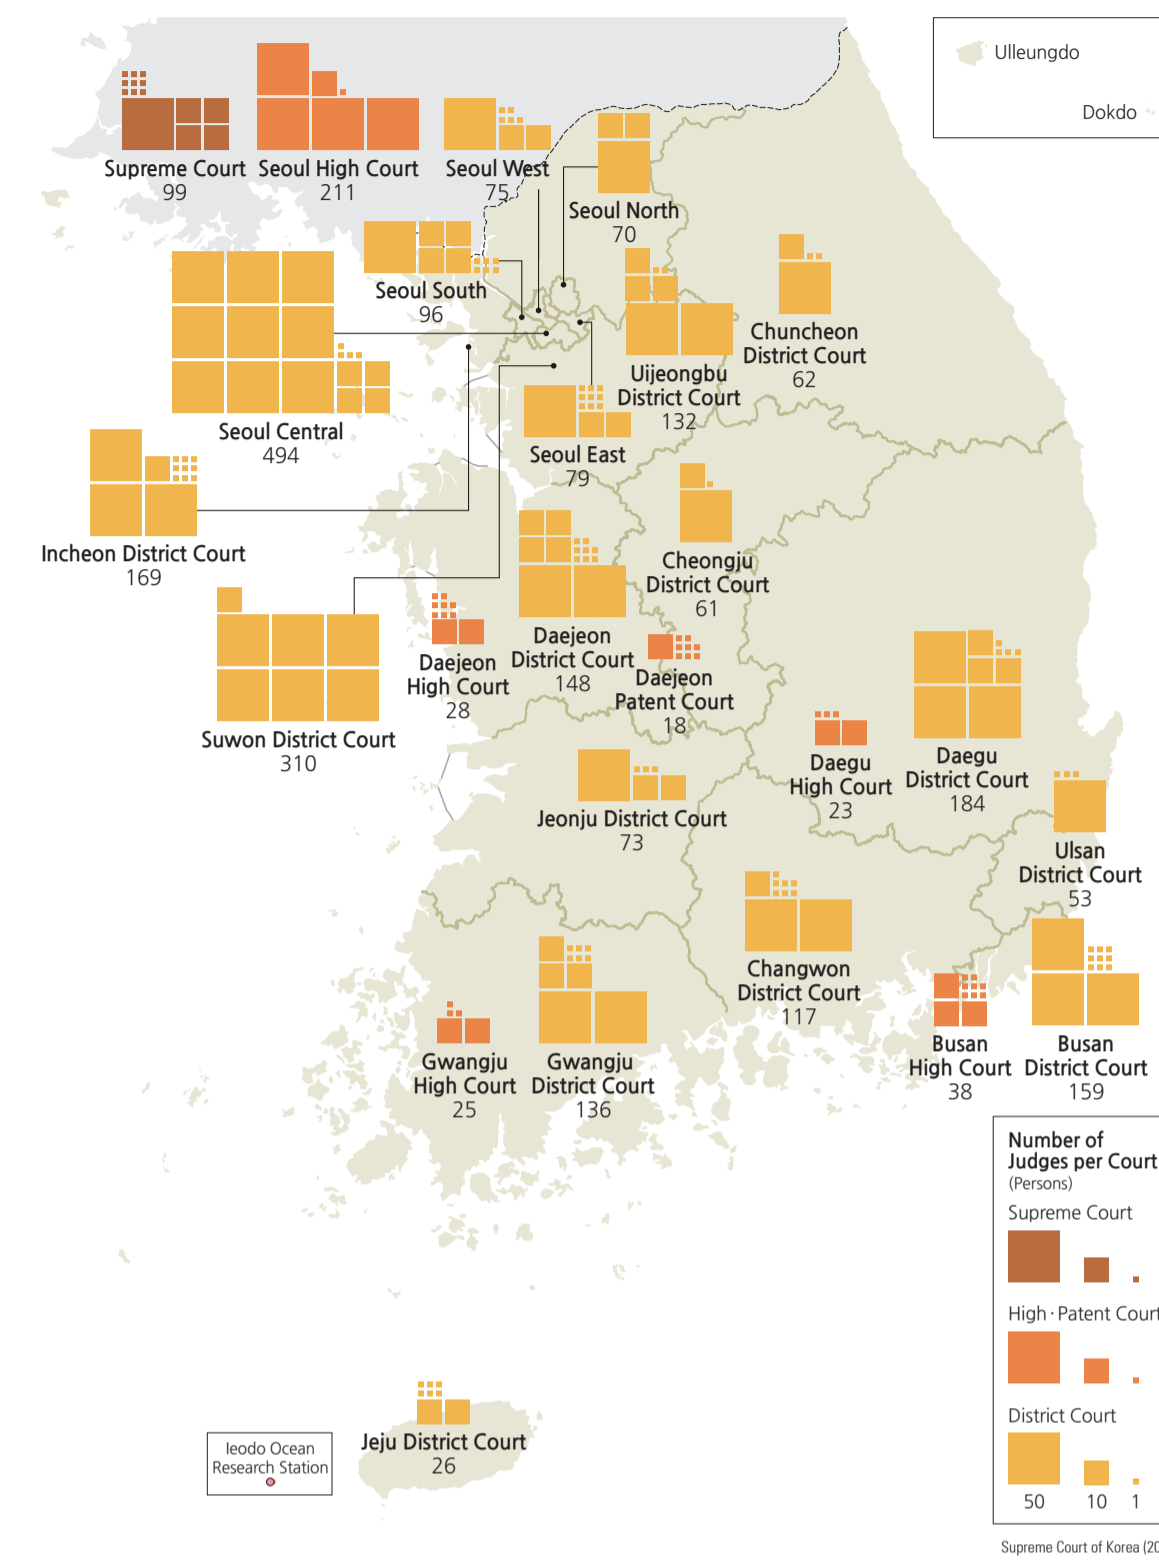 Ulleungdo
Dokdo
Supreme Court
99
Seoul High Court
211
Seoul West
75
Seoul North
70
Seoul South
96
Chuncheon
District Court
62
Uijeongbu
District Court
132
Seoul Central
494
Seoul East
79
Incheon District Court
169
Cheongju
District Court
61
Suwon District Court
310
Daejeon
High Court
28
Daejeon
District Court
148
Daejeon
Patent Court
18
Daegu
High Court
23
Daegu
District Court
184
Jeonju District Court
73
Ulsan
District Court
53
Changwon
District Court
117
Gwangju
High Court
25
Gwangju
District Court
136
Busan
High Court
38
Busan
District Court
159
Jeju District Court
26
Ieodo Ocean
Research Station
Number of
Judges per Court
(Persons)
Supreme Court
High · Patent Court
District Court
50 10 1
Supreme Court of Korea